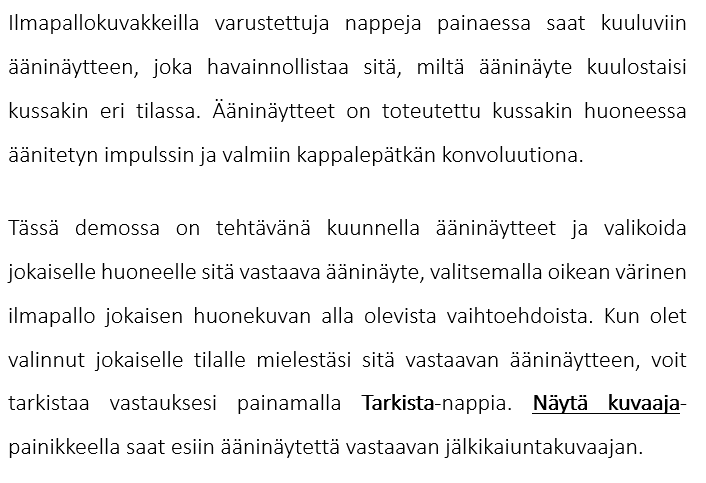 Ilmapallokuvakkeilla varustettuja nappeja painaessa saat kuuluviin
ääninäytteen, joka havainnollistaa sitä, miltä ääninäyte kuulostaisi
kussakin eri tilassa. Ääninäytteet on toteutettu kussakin huoneessa
äänitetyn impulssin ja valmiin kappalepätkän konvoluutiona.
Tässä demossa on tehtävänä kuunnella ääninäytteet ja valikoida
jokaiselle huoneelle sitä vastaava ääninäyte, valitsemalla oikean värinen
ilmapallo jokaisen huonekuvan alla olevista vaihtoehdoista. Kun olet
valinnut jokaiselle tilalle mielestäsi sitä vastaavan ääninäytteen, voit
tarkistaa vastauksesi painamalla Tarkista-nappia. Näytä kuvaaja-
painikkeella saat esiin ääninäytettä vastaavan jälkikaiuntakuvaajan.